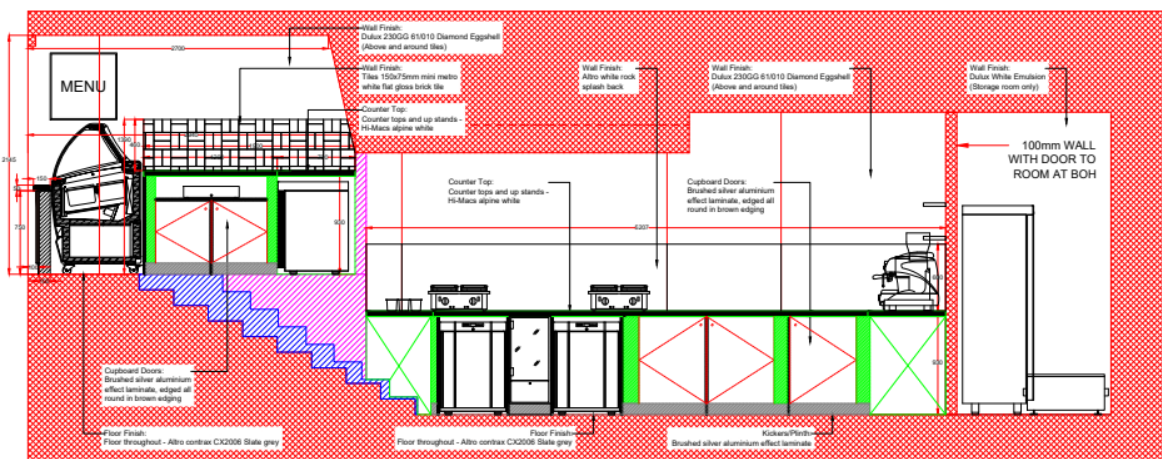 Wall Finish:
Dulux 230GG 61/010 Diamond Eggshell
(Above and around tiles)
2700
MENU
Wall Finish:
Tiles 150x75mm mini metro
white flat gloss brick tile
Counter Top:
Counter tops and up stands -
Hi-Macs alpine white
Wall Finish:
Altro white rock
splash back
Wall Finish:
Dulux 230GG 61/010 Diamond Eggshell
(Above and around tiles)
Wall Finish:
Dulux White Emulsion
(Storage room only)
100mm WALL
WITH DOOR TO
ROOM AT BOH
2145
150
900
Counter Top:
Counter tops and up stands -
Hi-Macs alpine white
Cupboard Doors:
Brushed silver aluminium
effect laminate, edged all
round in brown edging
5207
900
Cupboard Doors:
Brushed silver aluminium
effect laminate, edged all
round in brown edging
Floor Finish:
Floor throughout - Altro contrax CX2006 Slate grey
Floor Finish:
Floor throughout - Altro contrax CX2006 Slate grey
Kickers/Plinth
Brushed silver aluminium effect laminate